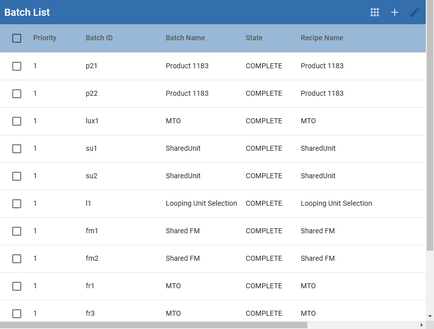 Batch List
Priority Batch ID Batch Name State Recipe Name
1 p21 Product 1183 COMPLETE Product 1183
1 p22 Product 1183 COMPLETE Product 1183
1 lux1 MTO COMPLETE MTO
1 su1 SharedUnit COMPLETE SharedUnit
1 su2 SharedUnit COMPLETE SharedUnit
1 l1 Looping Unit Selection COMPLETE Looping Unit Selection
1 fm1 Shared FM COMPLETE Shared FM
1 fm2 Shared FM COMPLETE Shared FM
1 fr1 MTO COMPLETE MTO
1 fr3 MTO COMPLETE MTO